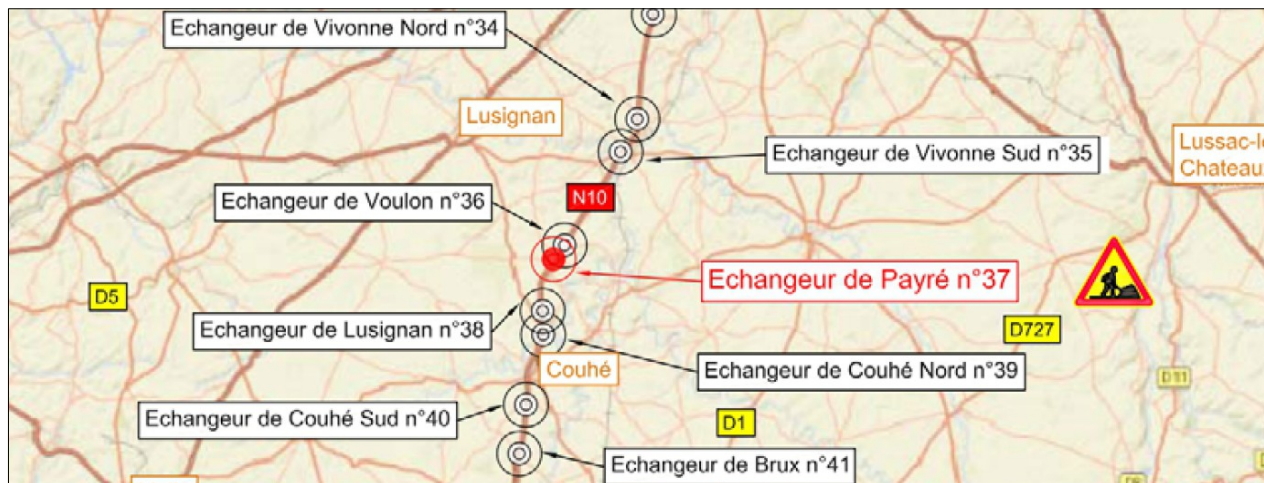 Echangeur de Vivonne Nord n°34
Lusignan
Echangeur de Vivonne Sud n°35
Lussac-le
Chateaux
N10
Echangeur de Voulon n°36
Echangeur de Payré n°37
D5
Echangeur de Lusignan n°38
D727
Couhé
Echangeur de Couhé Nord n°39
D11
Echangeur de Couhé Sud n°40
D1
Echangeur de Brux n°41